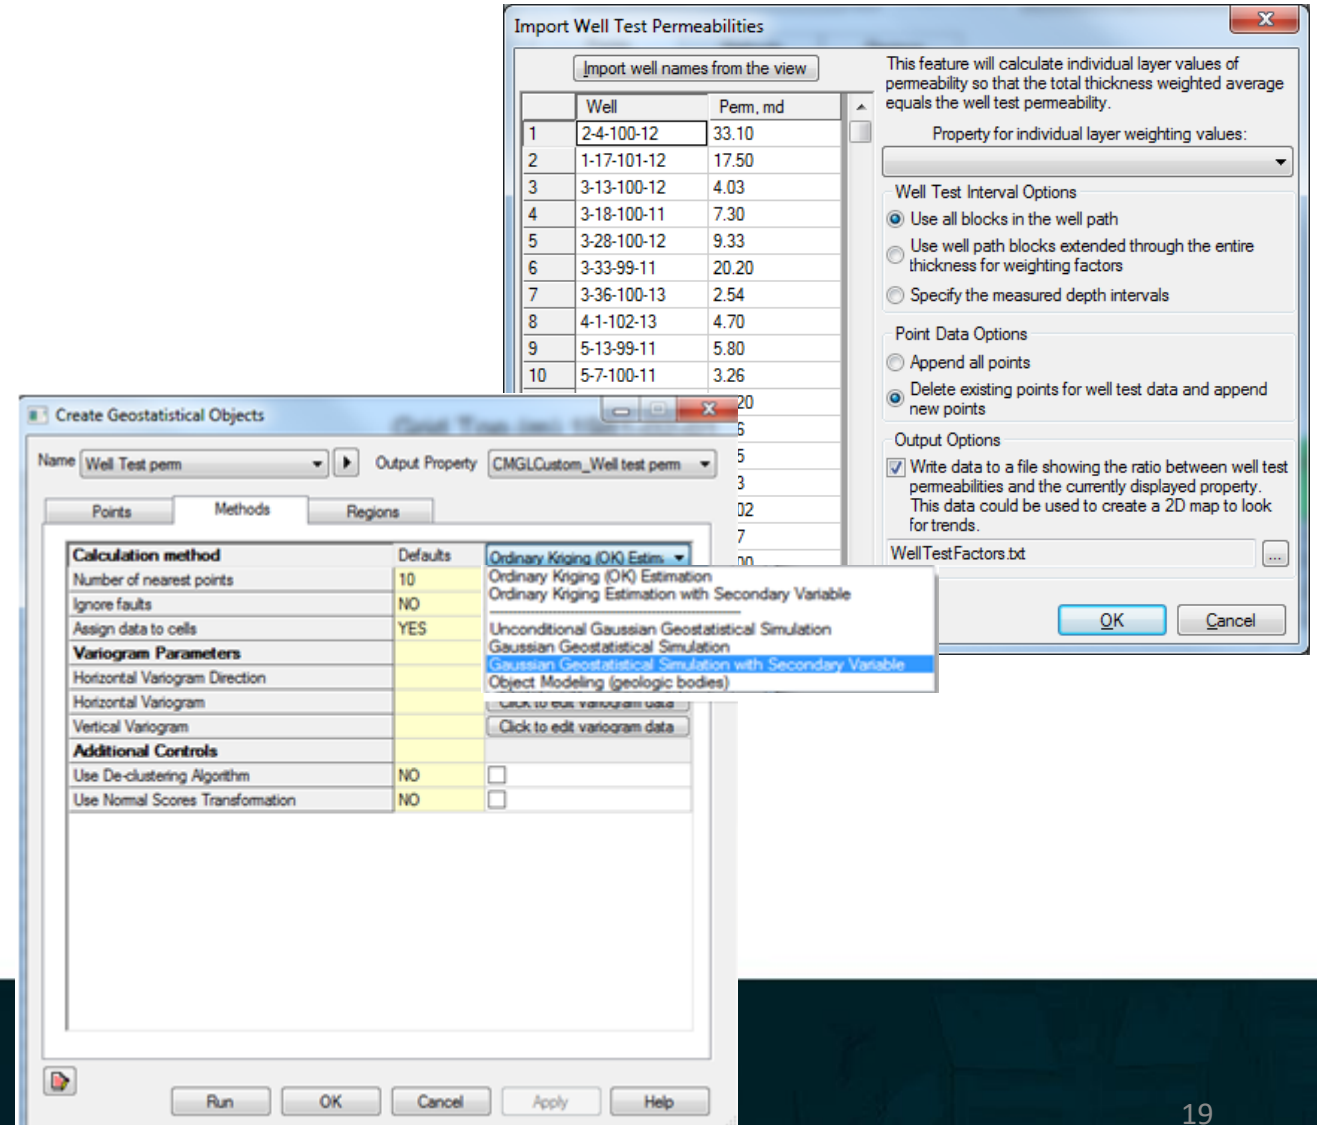 Import Well Test Permeabilities
Import well names from the view
Well Perm, md
1 2-4-100-12 33.10
2 1-17-101-12 17.50
3 3-13-100-12 4.03
4 3-18-100-11 7.30
5 3-28-100-12 9.33
6 3-33-99-11 20.20
7 3-36-100-13 2.54
8 4-1-102-13 4.70
9 5-13-99-11 5.80
10 5-7-100-11 3.26
This feature will calculate individual layer values of
permeability so that the total thickness weighted average
equals the well test permeability.
Property for individual layer weighting values:
Well Test Interval Options
Use all blocks in the well path
Use well path blocks extended through the entire
thickness for weighting factors
Specify the measured depth intervals
Point Data Options
Append all points
Delete existing points for well test data and append
new points
Output Options
Write data to a file showing the ratio between well test
permeabilities and the currently displayed property.
This data could be used to create a 2D map to look
for trends.
WellTestFactors.txt
...
OK Cancel
Create Geostatistical Objects
Name Well Test perm Output Property CMGLCustom_Well test perm
Points Methods Regions
Calculation method Defaults Ordinary Kriging (OK) Estim
Number of nearest points 10
Ignore faults NO
Assign data to cells YES
Variogram Parameters
Horizontal Variogram Direction
Horizontal Variogram Click to edit variogram data
Vertical Variogram Click to edit variogram data
Additional Controls
Use De-clustering Algorithm NO
Use Normal Scores Transformation NO
Ordinary Kriging (OK) Estimation
Ordinary Kriging Estimation with Secondary Variable
Unconditional Gaussian Geostatistical Simulation
Gaussian Geostatistical Simulation
Gaussian Geostatistical Simulation with Secondary Variable
Object Modeling (geologic bodies)
Run OK Cancel Apply Help
19